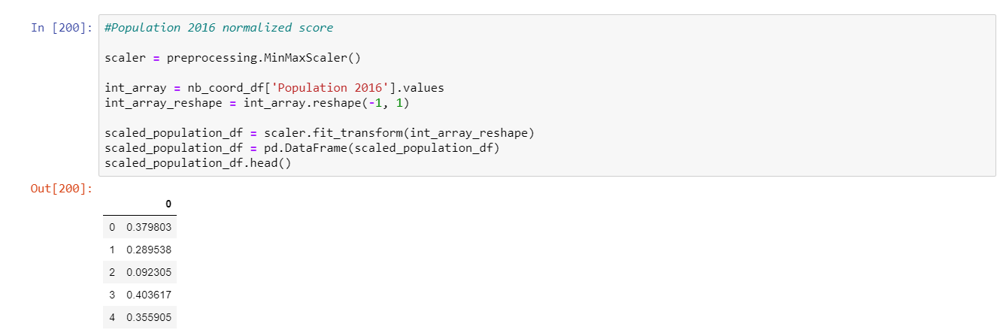 In [200]: #Population 2016 normalized score
scaler = preprocessing.MinMaxScaler()
int_array = nb_coord_df['Population 2016'].values
int_array_reshape = int_array.reshape(-1, 1)
scaled_population_df = scaler.fit_transform(int_array_reshape)
scaled_population_df = pd.DataFrame(scaled_population_df)
scaled_population_df.head()
Out[200]:
0
0 0.379803
1 0.289538
2 0.092305
3 0.403617
4 0.355905